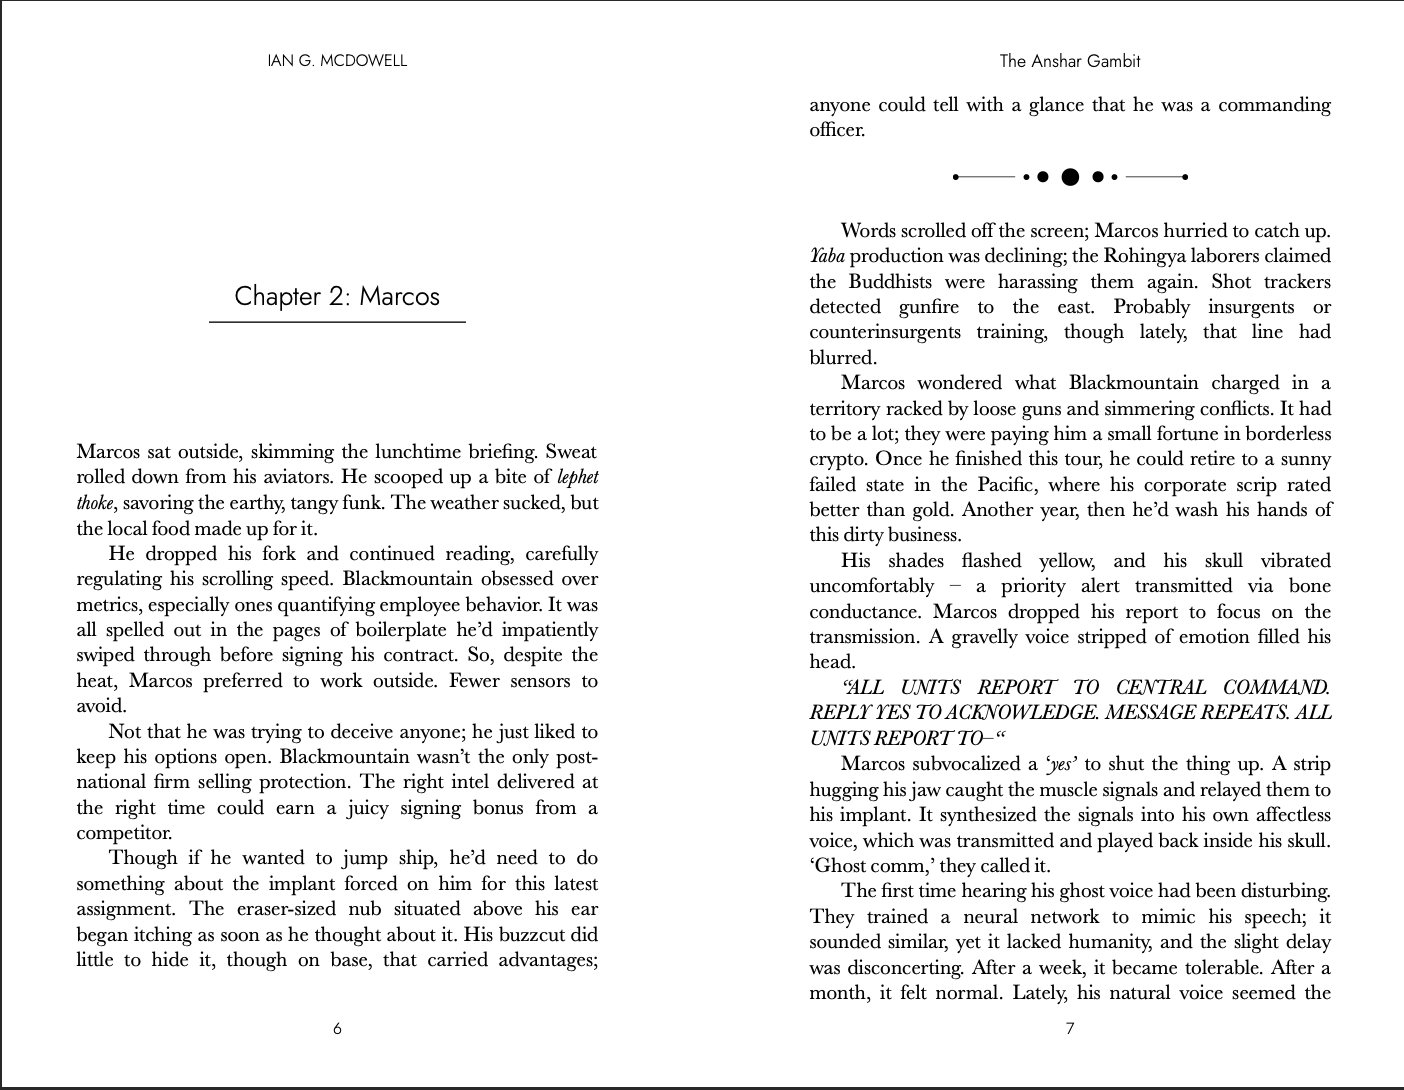 IAN G. MCDOWELL
Chapter 2: Marcos
Marcos sat outside, skimming the lunchtime briefing. Sweat
rolled down from his aviators. He scooped up a bite of lephet
thoke, savoring the earthy, tangy funk. The weather sucked, but
the local food made up for it.
He dropped his fork and continued reading, carefully
regulating his scrolling speed. Blackmountain obsessed over
metrics, especially ones quantifying employee behavior. It was
all spelled out in the pages of boilerplate he’d impatiently
swiped through before signing his contract. So, despite the
heat, Marcos preferred to work outside. Fewer sensors to
avoid.
Not that he was trying to deceive anyone; he just liked to
keep his options open. Blackmountain wasn’t the only post-
national firm selling protection. The right intel delivered at
the right time could earn a juicy signing bonus from a
competitor.
Though if he wanted to jump ship, he’d need to do
something about the implant forced on him for this latest
assignment. The eraser-sized nub situated above his ear
began itching as soon as he thought about it. His buzzcut did
little to hide it, though on base, that carried advantages;
6
The Anshar Gambit
anyone could tell with a glance that he was a commanding
officer.
Words scrolled off the screen; Marcos hurried to catch up.
Yaba production was declining; the Rohingya laborers claimed
the Buddhists were harassing them again. Shot trackers
detected gunfire to the east. Probably insurgents or
counterinsurgents training, though lately, that line had
blurred.
Marcos wondered what Blackmountain charged in a
territory racked by loose guns and simmering conflicts. It had
to be a lot; they were paying him a small fortune in borderless
crypto. Once he finished this tour, he could retire to a sunny
failed state in the Pacific, where his corporate scrip rated
better than gold. Another year, then he’d wash his hands of
this dirty business.
His shades flashed yellow, and his skull vibrated
uncomfortably – a priority alert transmitted via bone
conductance. Marcos dropped his report to focus on the
transmission. A gravelly voice stripped of emotion filled his
head.
“ALL UNITS REPORT TO CENTRAL COMMAND.
REPLY YES TO ACKNOWLEDGE. MESSAGE REPEATS. ALL
UNITS REPORT TO–“
Marcos subvocalized a ‘yes’ to shut the thing up. A strip
hugging his jaw caught the muscle signals and relayed them to
his implant. It synthesized the signals into his own affectless
voice, which was transmitted and played back inside his skull.
‘Ghost comm,’ they called it.
The first time hearing his ghost voice had been disturbing.
They trained a neural network to mimic his speech; it
sounded similar, yet it lacked humanity, and the slight delay
was disconcerting. After a week, it became tolerable. After a
month, it felt normal. Lately, his natural voice seemed the
7